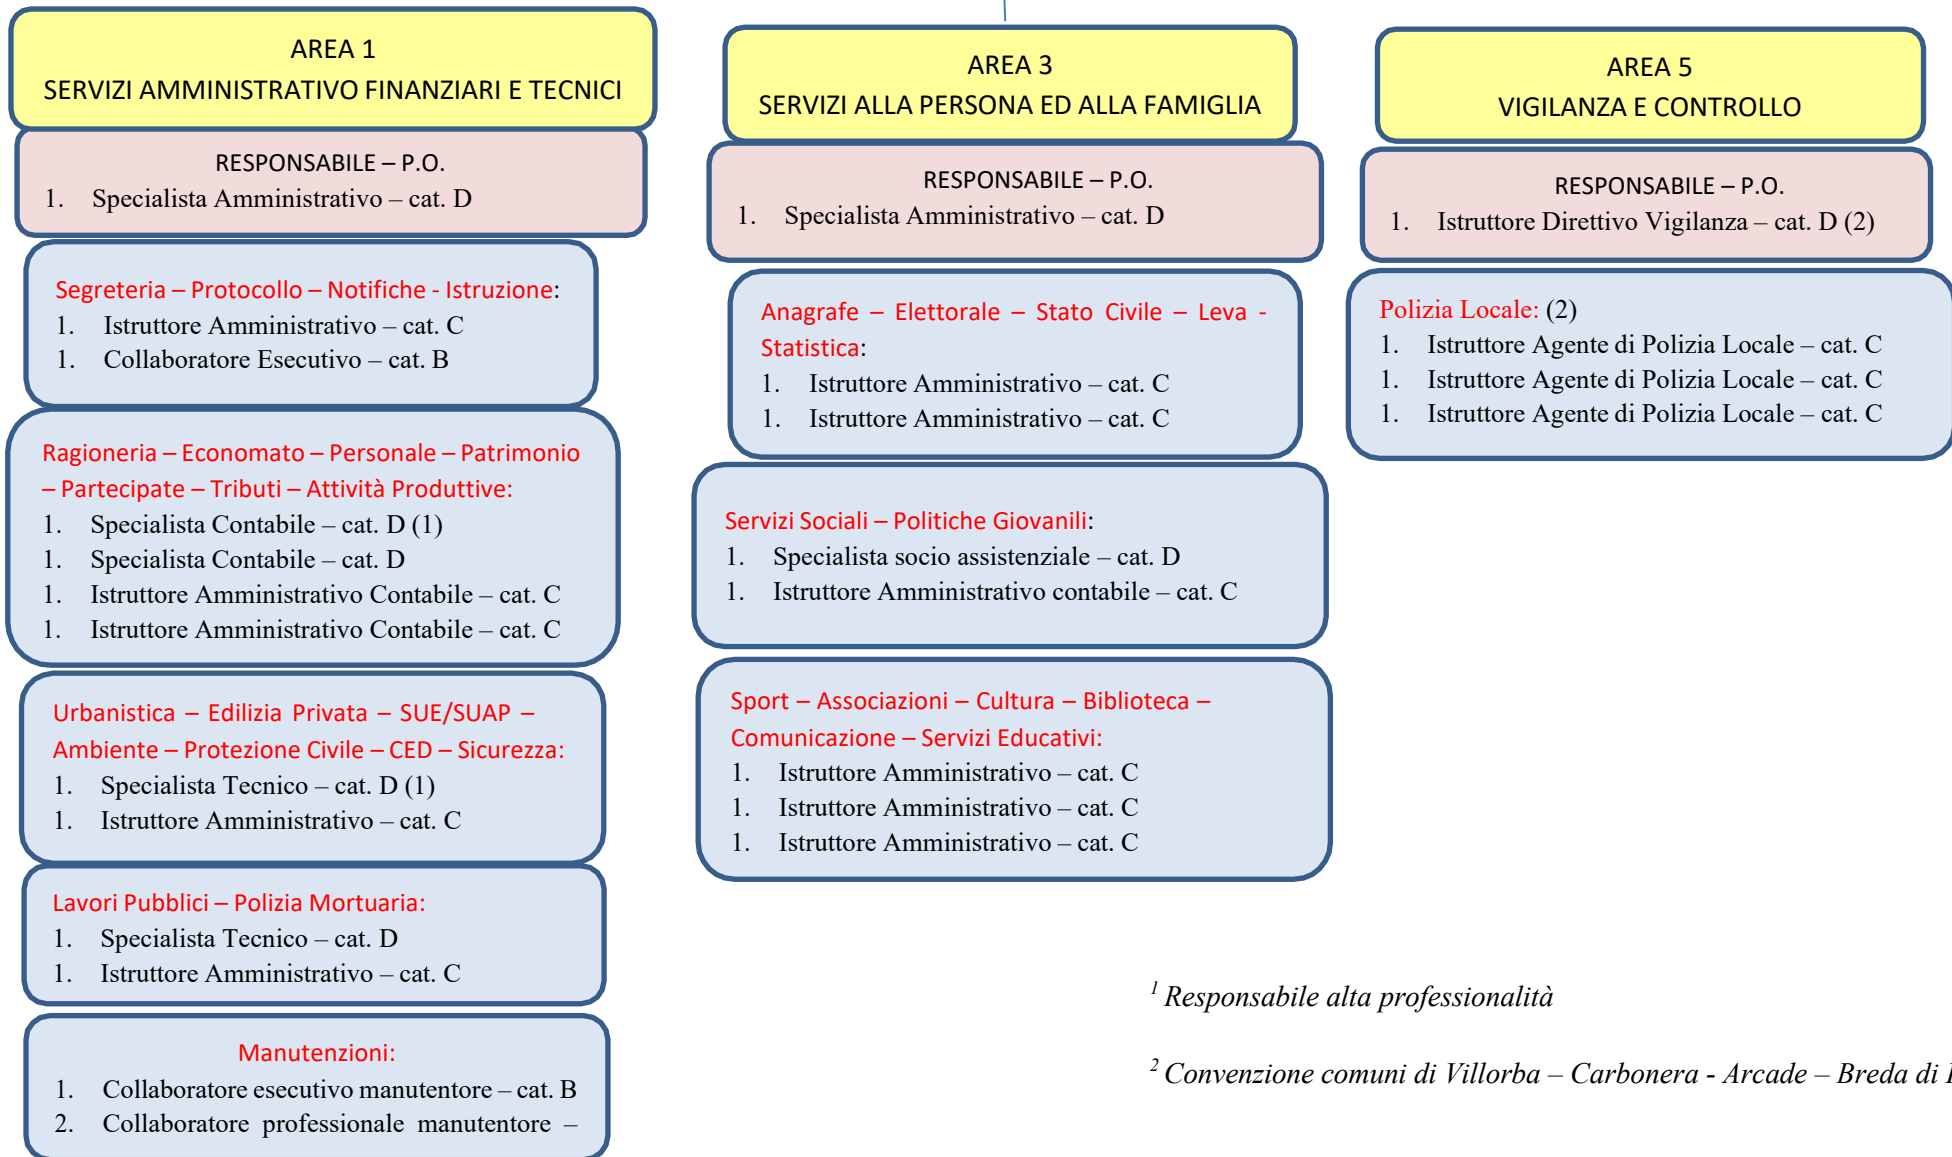 AREA 1
SERVIZI AMMINISTRATIVO FINANZIARI E TECNICI
RESPONSABILE – P.O.
1. Specialista Amministrativo – cat. D
Segreteria – Protocollo – Notifiche - Istruzione:
1. Istruttore Amministrativo – cat. C
1. Collaboratore Esecutivo – cat. B
Ragioneria – Economato – Personale – Patrimonio
– Partecipate – Tributi – Attività Produttive:
1. Specialista Contabile – cat. D (1)
1. Specialista Contabile – cat. D
1. Istruttore Amministrativo Contabile – cat. C
1. Istruttore Amministrativo Contabile – cat. C
Urbanistica – Edilizia Privata – SUE/SUAP –
Ambiente – Protezione Civile – CED – Sicurezza:
1. Specialista Tecnico – cat. D (1)
1. Istruttore Amministrativo – cat. C
Lavori Pubblici – Polizia Mortuaria:
1. Specialista Tecnico – cat. D
1. Istruttore Amministrativo – cat. C
Manutenzioni:
1. Collaboratore esecutivo manutentore – cat. B
2. Collaboratore professionale manutentore –
AREA 3
SERVIZI ALLA PERSONA ED ALLA FAMIGLIA
RESPONSABILE – P.O.
1. Specialista Amministrativo – cat. D
Anagrafe – Elettorale – Stato Civile – Leva -
Statistica:
1. Istruttore Amministrativo – cat. C
1. Istruttore Amministrativo – cat. C
Servizi Sociali – Politiche Giovanili:
1. Specialista socio assistenziale – cat. D
1. Istruttore Amministrativo contabile – cat. C
Sport – Associazioni – Cultura – Biblioteca –
Comunicazione – Servizi Educativi:
1. Istruttore Amministrativo – cat. C
1. Istruttore Amministrativo – cat. C
1. Istruttore Amministrativo – cat. C
AREA 5
VIGILANZA E CONTROLLO
RESPONSABILE – P.O.
1. Istruttore Direttivo Vigilanza – cat. D (2)
Polizia Locale: (2)
1. Istruttore Agente di Polizia Locale – cat. C
1. Istruttore Agente di Polizia Locale – cat. C
1. Istruttore Agente di Polizia Locale – cat. C
1 Responsabile alta professionalità
2 Convenzione comuni di Villorba – Carbonera - Arcade – Breda di